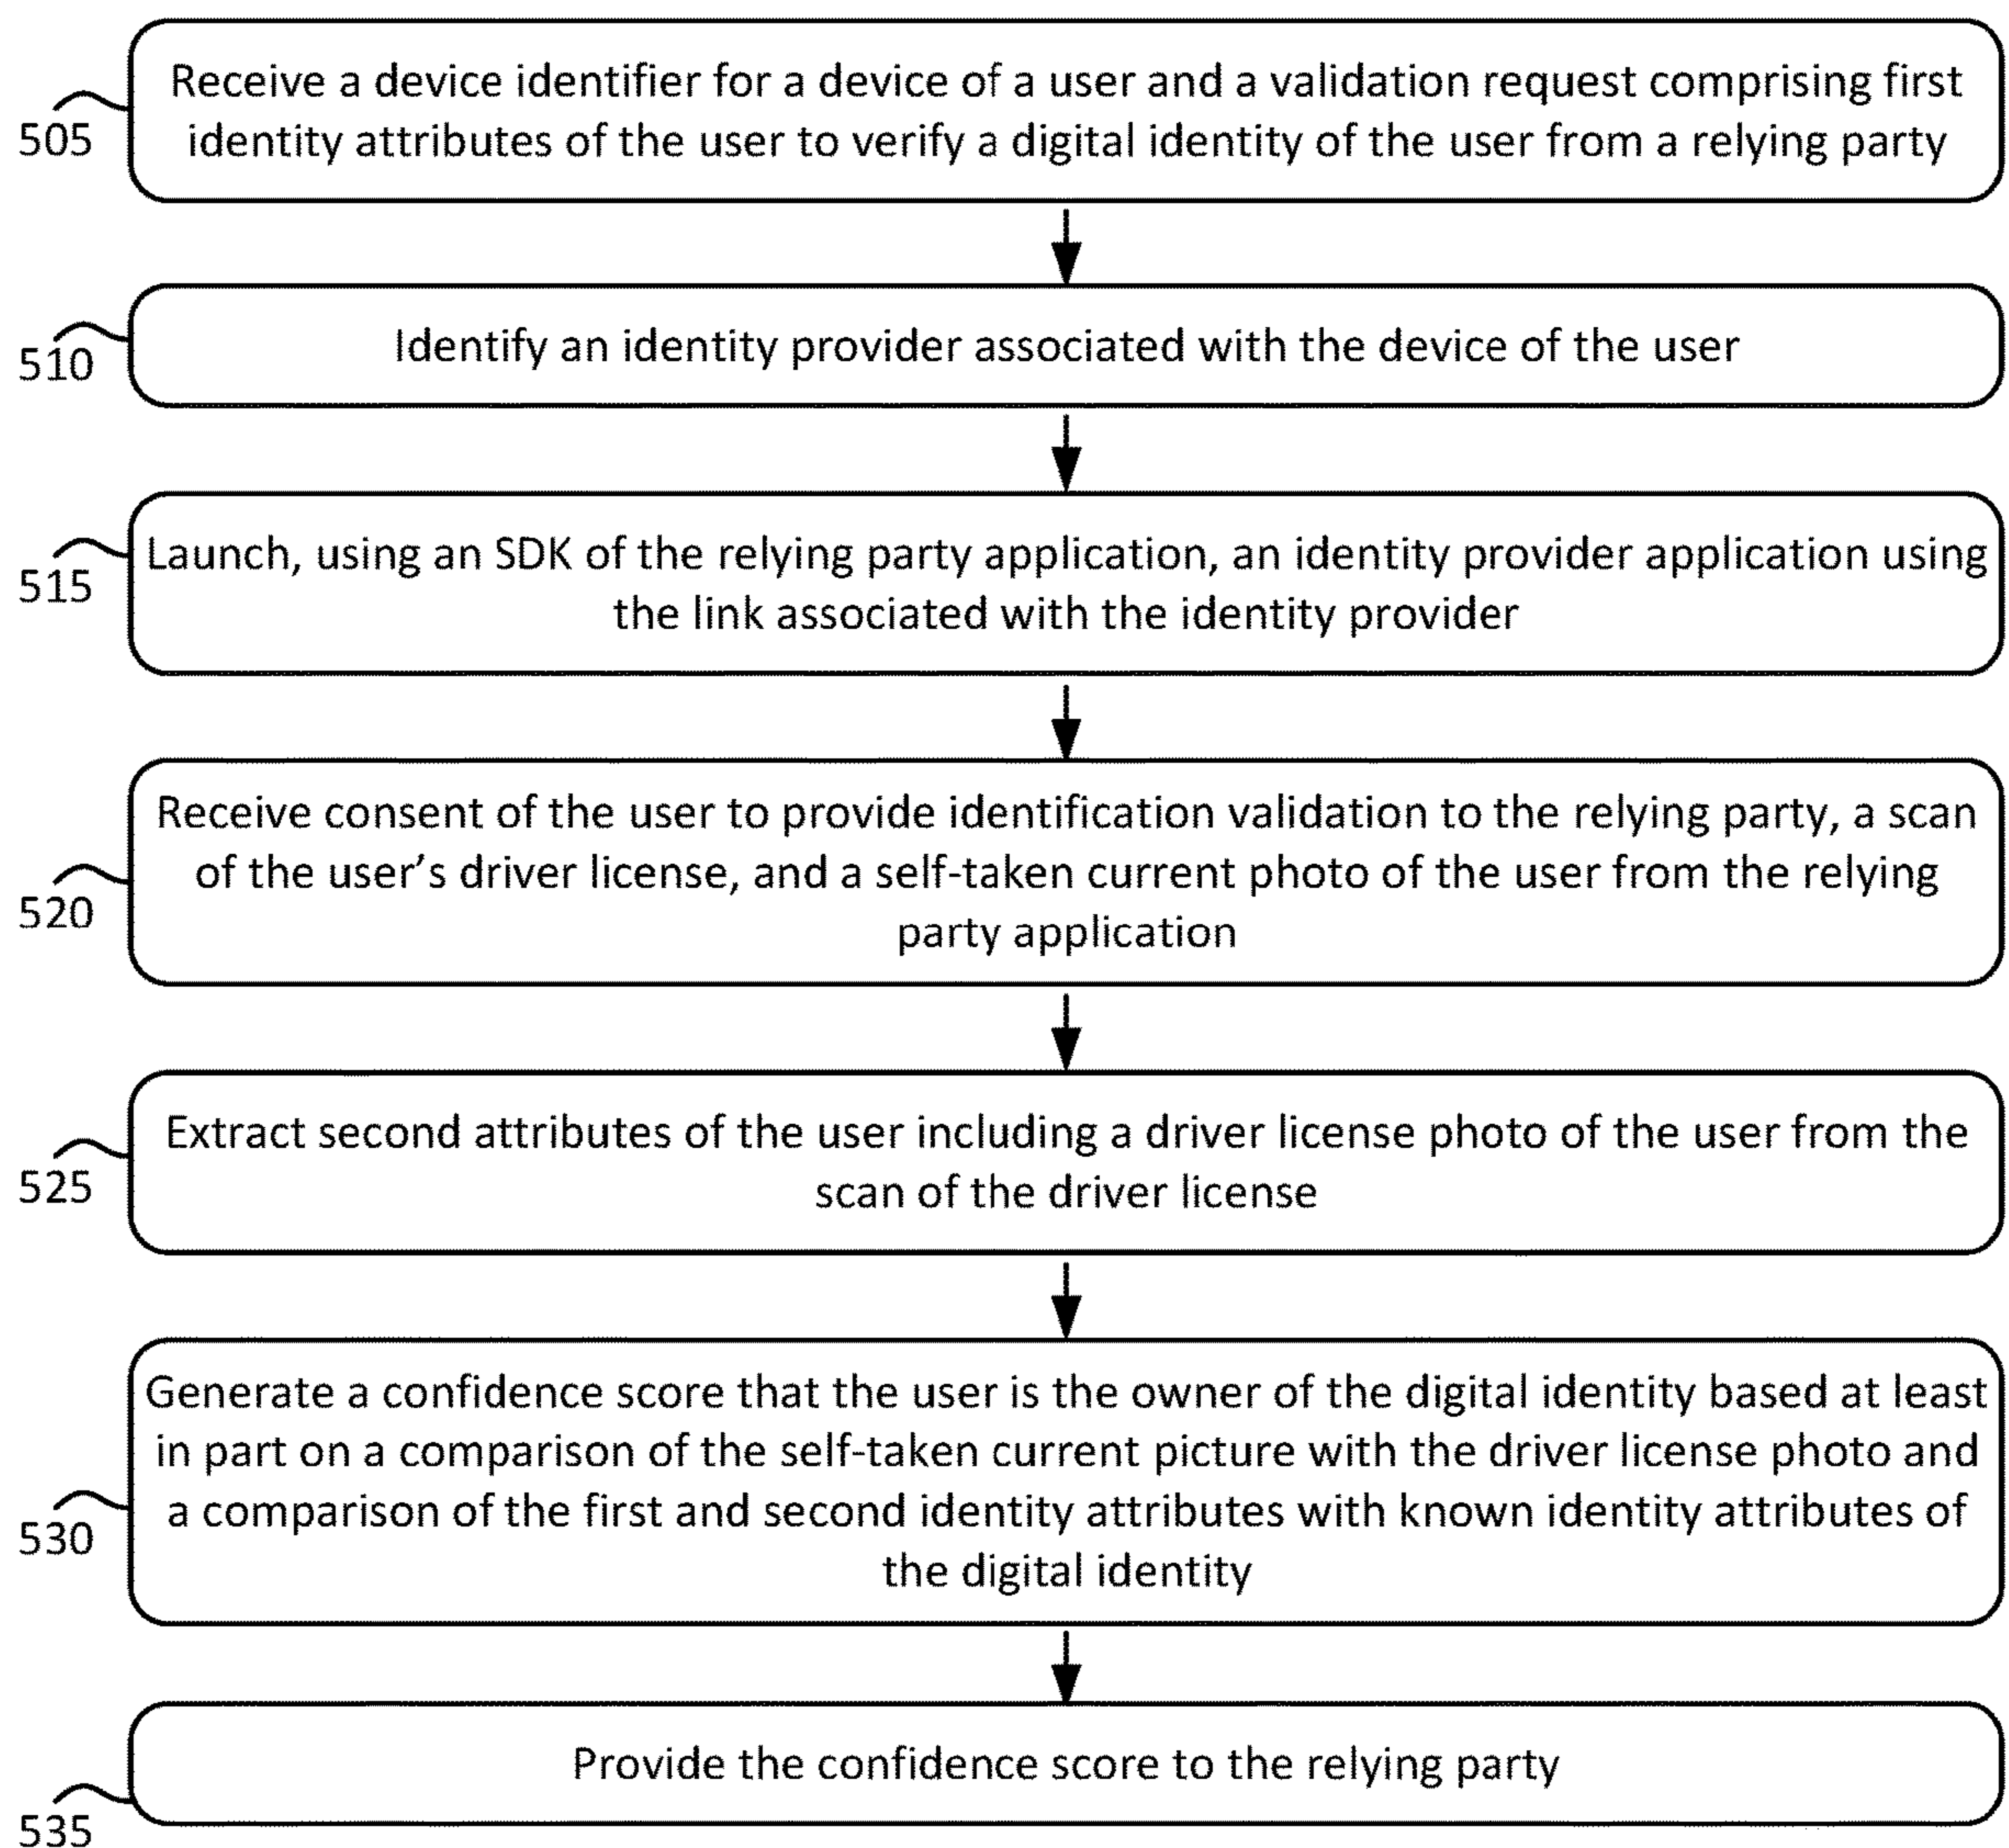 Receive a device identifier for a device of a user and a validation request comprising first
identity attributes of the user to verify a digital identity of the user from a relying party
505
Identify an identity provider associated with the device of the user
510
Launch, using an SDK of the relying party application, an identity provider application using
the link associated with the identity provider
515
Receive consent of the user to provide identification validation to the relying party, a scan
of the user’s driver license, and a self-taken current photo of the user from the relying
party application
520
Extract second attributes of the user including a driver license photo of the user from the
scan of the driver license
525
Generate a confidence score that the user is the owner of the digital identity based at least
in part on a comparison of the self-taken current picture with the driver license photo and
a comparison of the first and second identity attributes with known identity attributes of
the digital identity
530
Provide the confidence score to the relying party
535